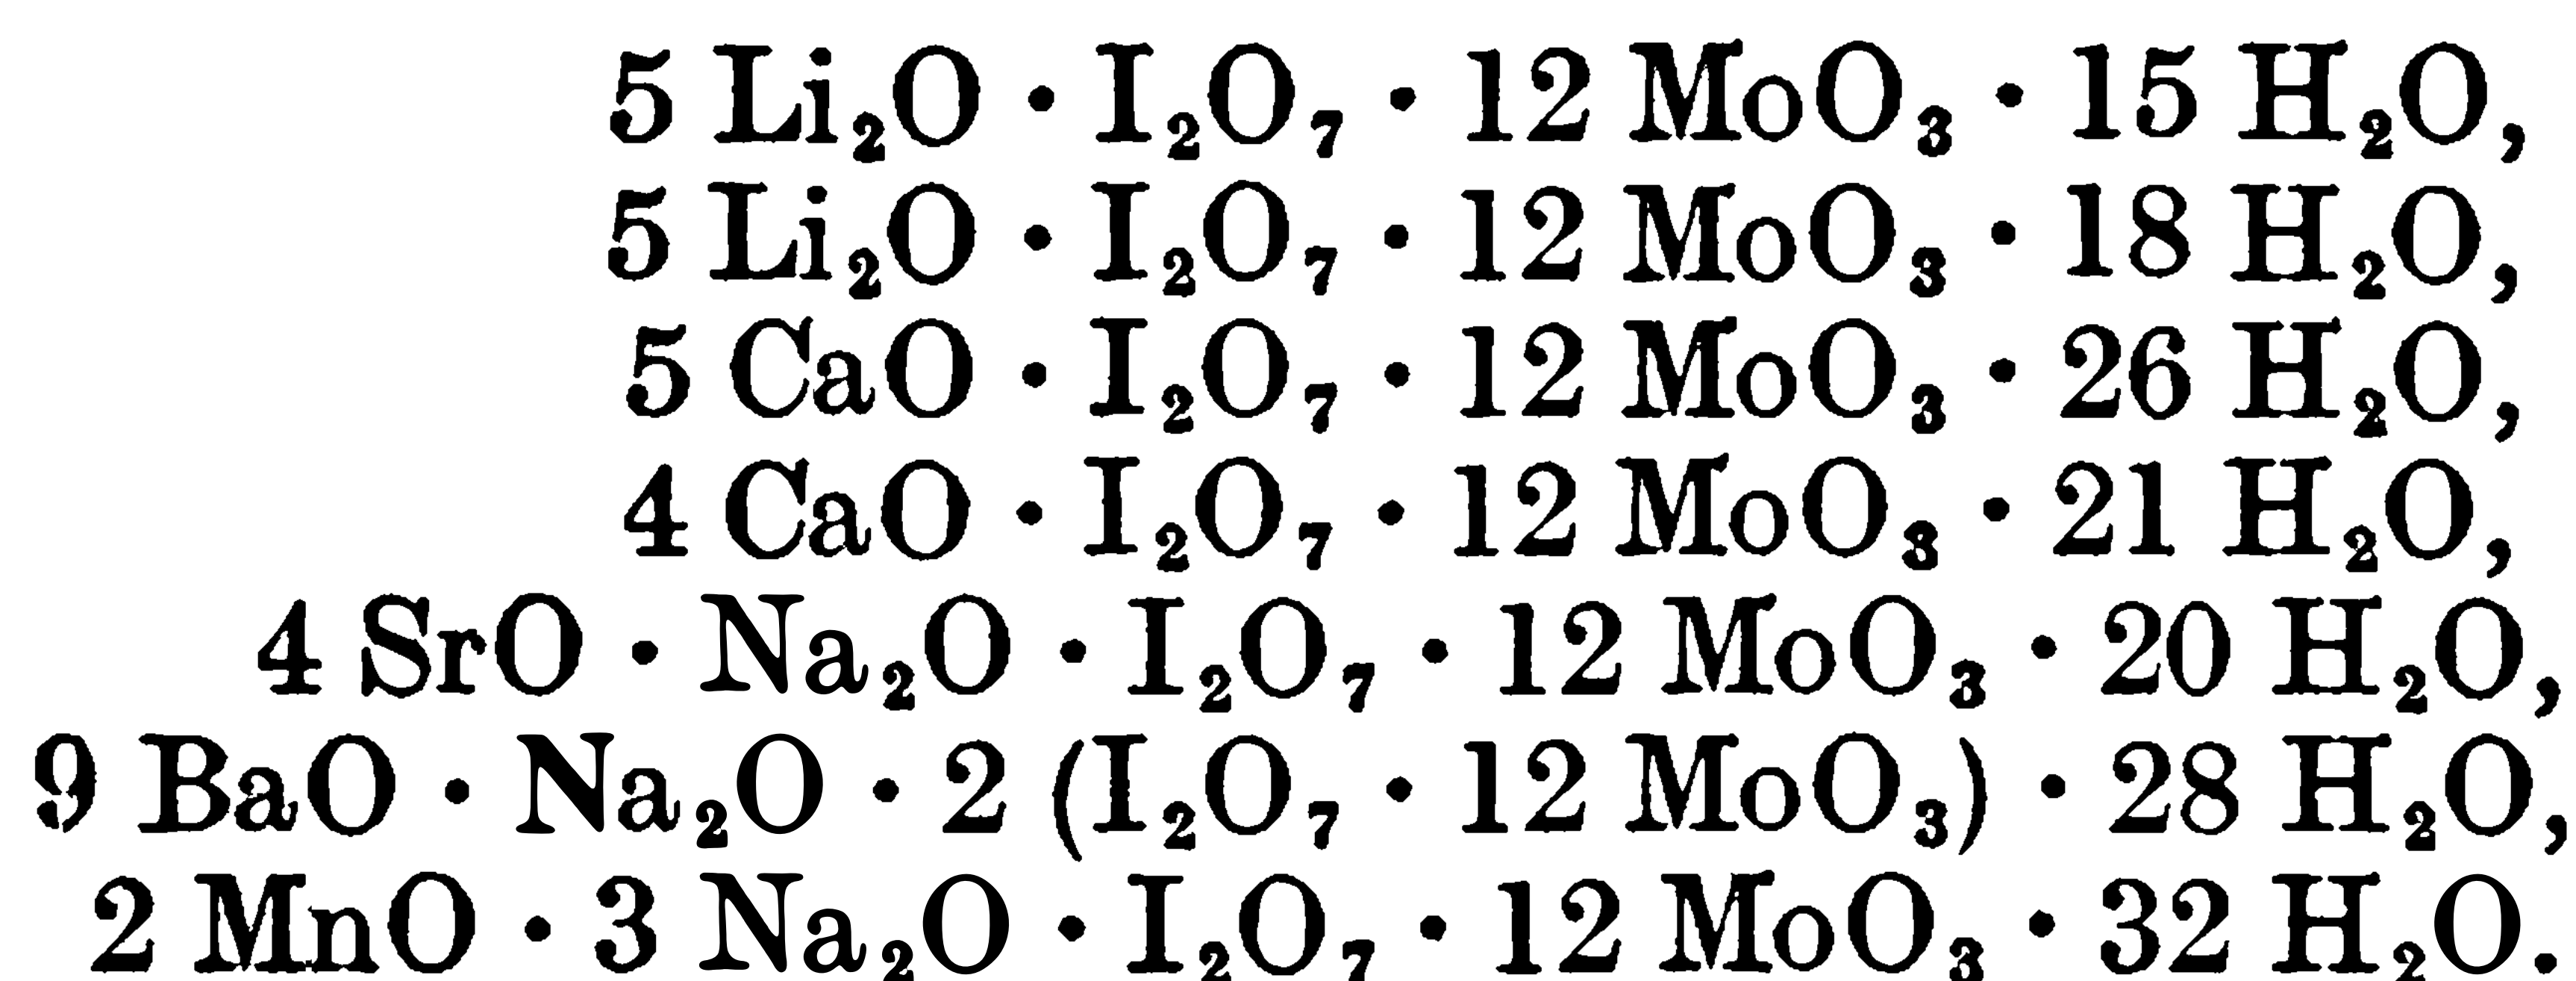 5 Li₂O · I₂O₇ · 12 MoO₃ · 15 H₂O,
5 Li₂O · I₂O₇ · 12 MoO₃ · 18 H₂O,
5 CaO · I₂O₇ · 12 MoO₃ · 26 H₂O,
4 CaO · I₂O₇ · 12 MoO₃ · 21 H₂O,
4 SrO · Na₂O · I₂O₇ · 12 MoO₃ · 20 H₂O,
9 BaO · Na₂O · 2 (I₂O₇ · 12 MoO₃) · 28 H₂O,
2 MnO · 3 Na₂O · I₂O₇ · 12 MoO₃ · 32 H₂O.